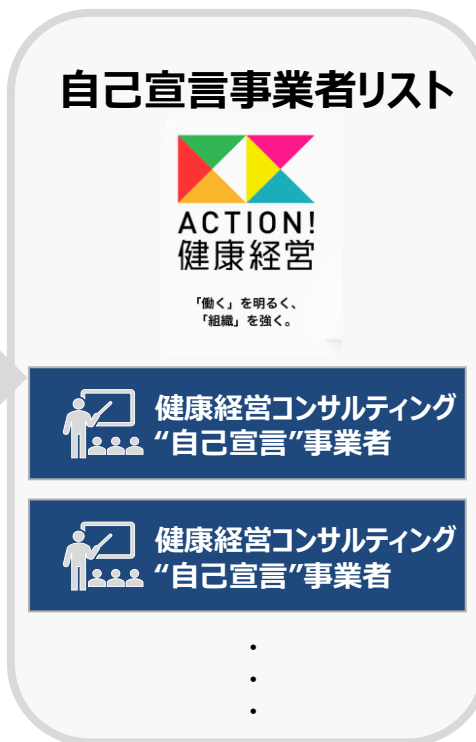 自己宣言事業者リスト
ACTION!
健康経営
「働く」を明るく、
「組織」を強く。
健康経営コンサルティング
“自己宣言”事業者
健康経営コンサルティング
“自己宣言”事業者
・
・
・